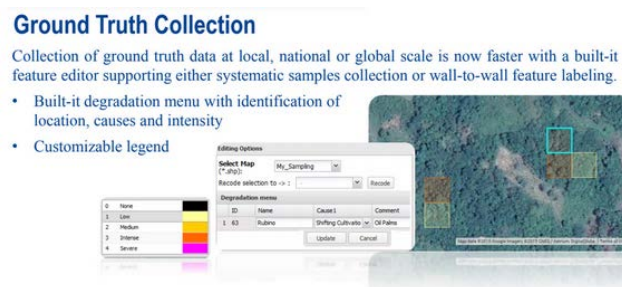 Ground Truth Collection
Collection of ground truth data at local, national or global scale is now faster with a built-it
feature editor supporting either systematic samples collection or wall-to-wall feature labeling.
• Built-it degradation menu with identification of
location, causes and intensity
• Customizable legend
Editing Options
Select Map
(*.shp):
My_Sampling
Recode selection to -> :
Recode
Degradation menu
ID Name Cause1 Comment
1 63 Rubino Shifting Cultivatio Oil Palms
Update Cancel
0 None
1 Low
2 Medium
3 Intense
4 Severe